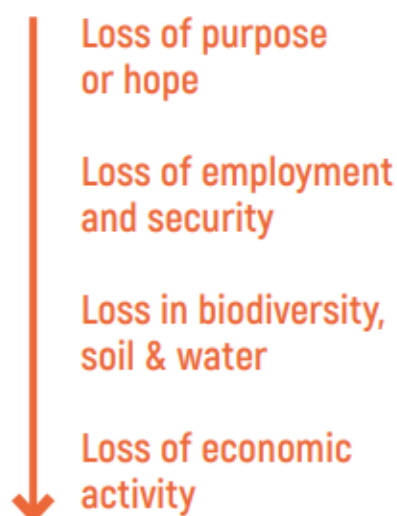 Loss of purpose
or hope
Loss of employment
and security
Loss in biodiversity,
soil & water
Loss of economic
activity